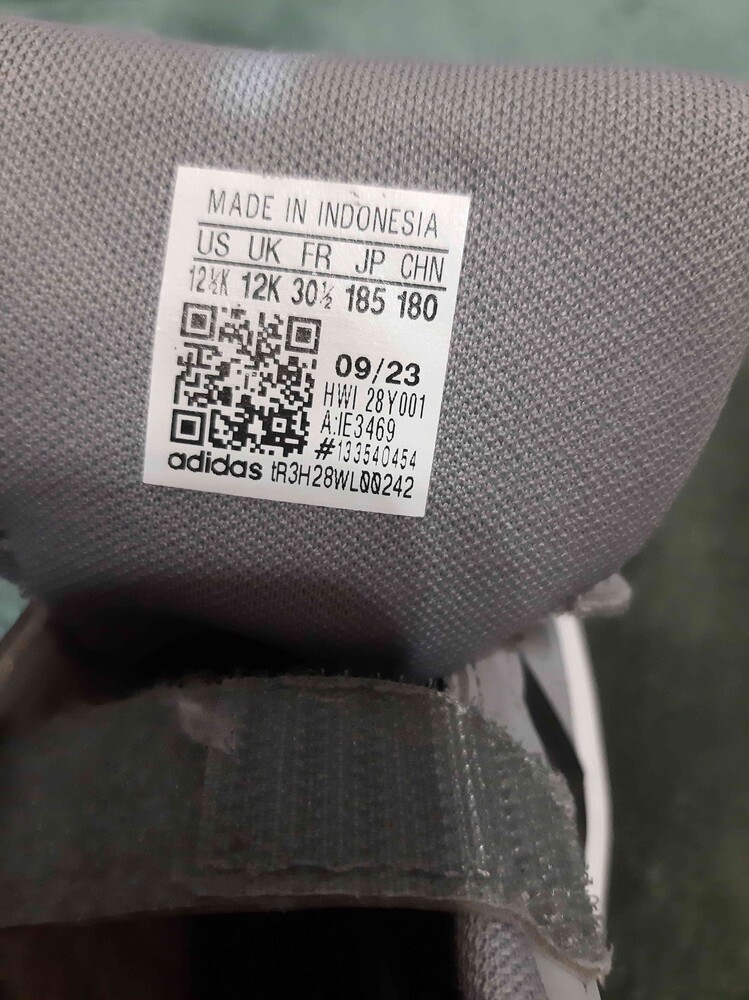 MADE IN INDONESIA
US UK FR JP CHN
12½K 12K 30½ 185 180
09/23
HWI 28Y001
A:IE3469
#133540454
adidas tR3H28WL00242